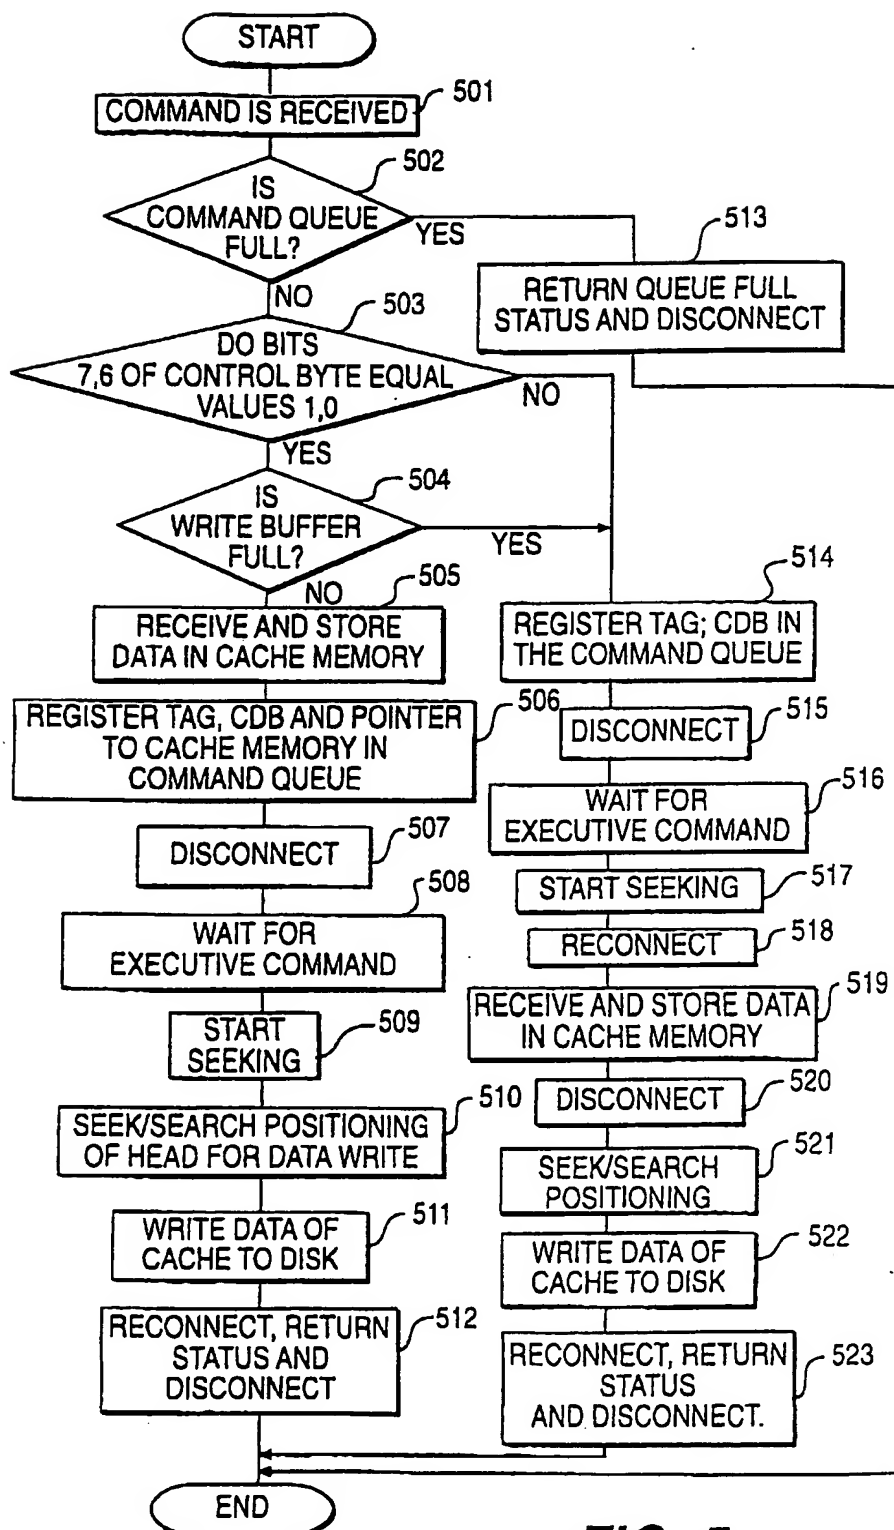 START
COMMAND IS RECEIVED
501
IS
COMMAND QUEUE
FULL?
502
YES
NO
513
RETURN QUEUE FULL
STATUS AND DISCONNECT
503
DO BITS
7,6 OF CONTROL BYTE EQUAL
VALUES 1,0
NO
YES
504
IS
WRITE BUFFER
FULL?
YES
NO
505
RECEIVE AND STORE
DATA IN CACHE MEMORY
506
REGISTER TAG, CDB AND POINTER
TO CACHE MEMORY IN
COMMAND QUEUE
507
DISCONNECT
508
WAIT FOR
EXECUTIVE COMMAND
509
START
SEEKING
510
SEEK/SEARCH POSITIONING
OF HEAD FOR DATA WRITE
511
WRITE DATA OF
CACHE TO DISK
512
RECONNECT, RETURN
STATUS AND
DISCONNECT
514
REGISTER TAG; CDB IN
THE COMMAND QUEUE
515
DISCONNECT
516
WAIT FOR
EXECUTIVE COMMAND
517
START SEEKING
518
RECONNECT
519
RECEIVE AND STORE DATA
IN CACHE MEMORY
520
DISCONNECT
521
SEEK/SEARCH
POSITIONING
522
WRITE DATA OF
CACHE TO DISK
523
RECONNECT, RETURN
STATUS
AND DISCONNECT.
END